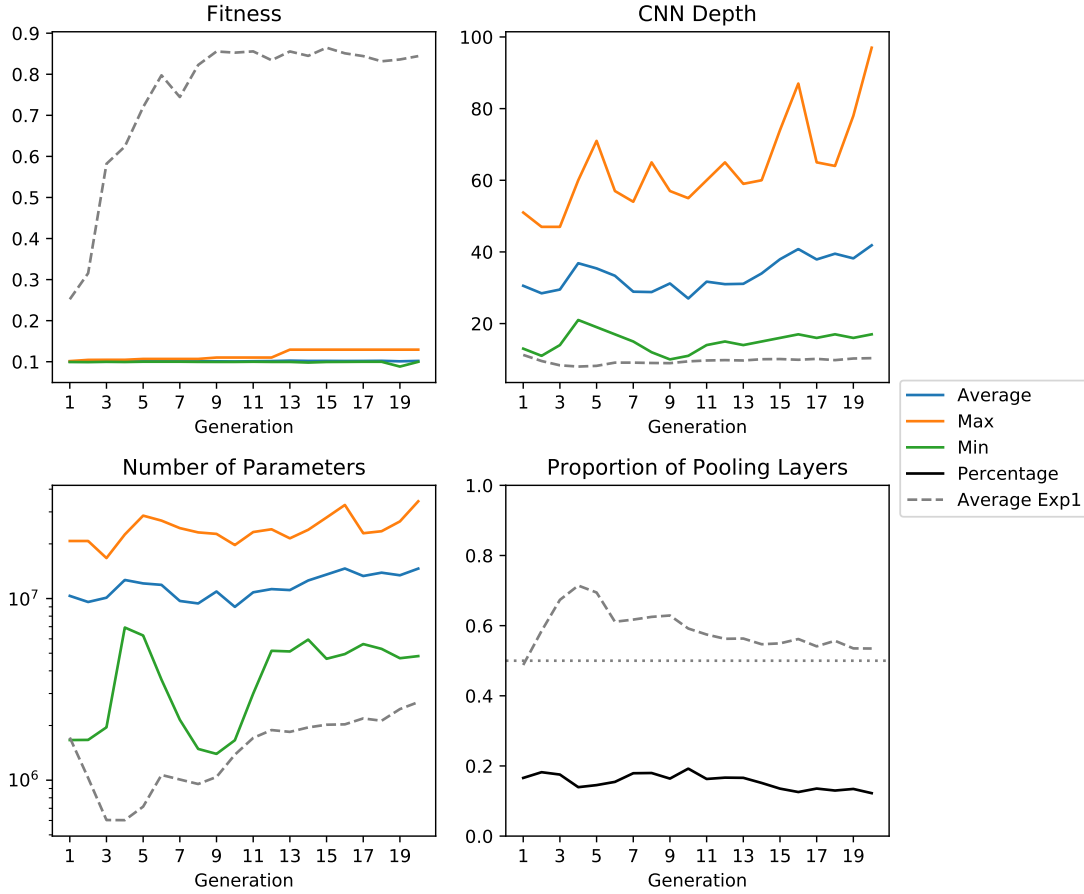 Fitness
0.9
0.8
0.7
0.6
0.5
0.4
0.3
0.2
0.1
1 3 5 7 9 11 13 15 17 19
Generation
CNN Depth
100
80
60
40
20
1 3 5 7 9 11 13 15 17 19
Generation
Average
Max
Min
Percentage
Average Exp1
Number of Parameters
10^7
10^6
1 3 5 7 9 11 13 15 17 19
Generation
Proportion of Pooling Layers
1.0
0.8
0.6
0.4
0.2
0.0
1 3 5 7 9 11 13 15 17 19
Generation